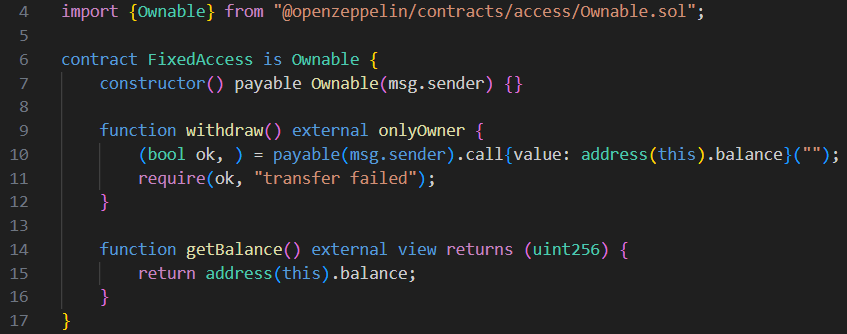 4 import {Ownable} from "@openzeppelin/contracts/access/Ownable.sol";
5
6 contract FixedAccess is Ownable {
7     constructor() payable Ownable(msg.sender) {}
8
9     function withdraw() external onlyOwner {
10         (bool ok, ) = payable(msg.sender).call{value: address(this).balance}("");
11         require(ok, "transfer failed");
12     }
13
14     function getBalance() external view returns (uint256) {
15         return address(this).balance;
16     }
17 }